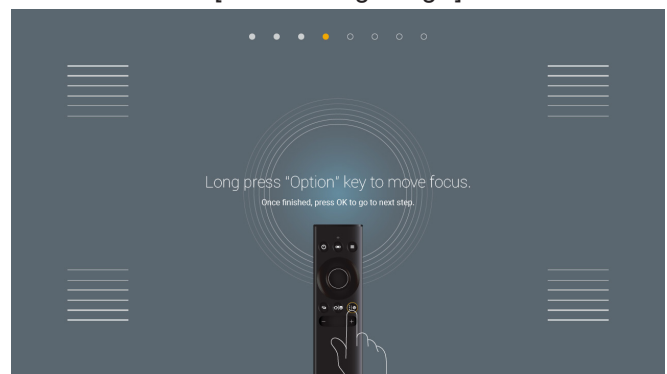 Long press "Option" key to move focus.
Once finished, press OK to go to next step.